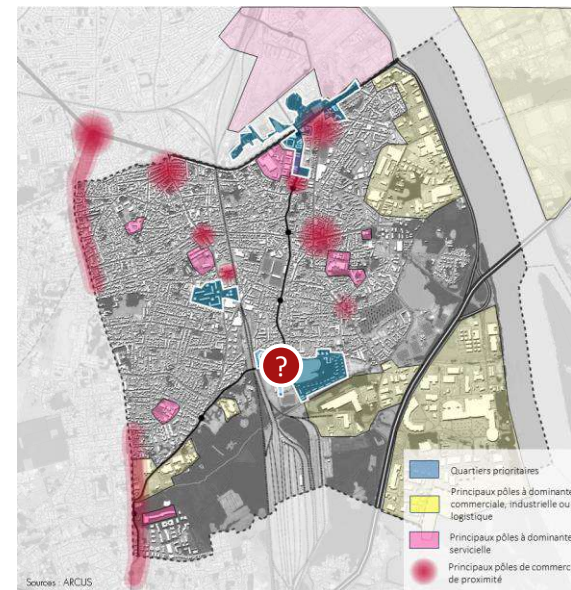 ?
Quartiers prioritaires
Principaux pôles à dominante
commerciale, industrielle ou
logistique
Principaux pôles à dominante
servicielle
Principaux pôles de commerc
de proximité
Sources : ARCUS